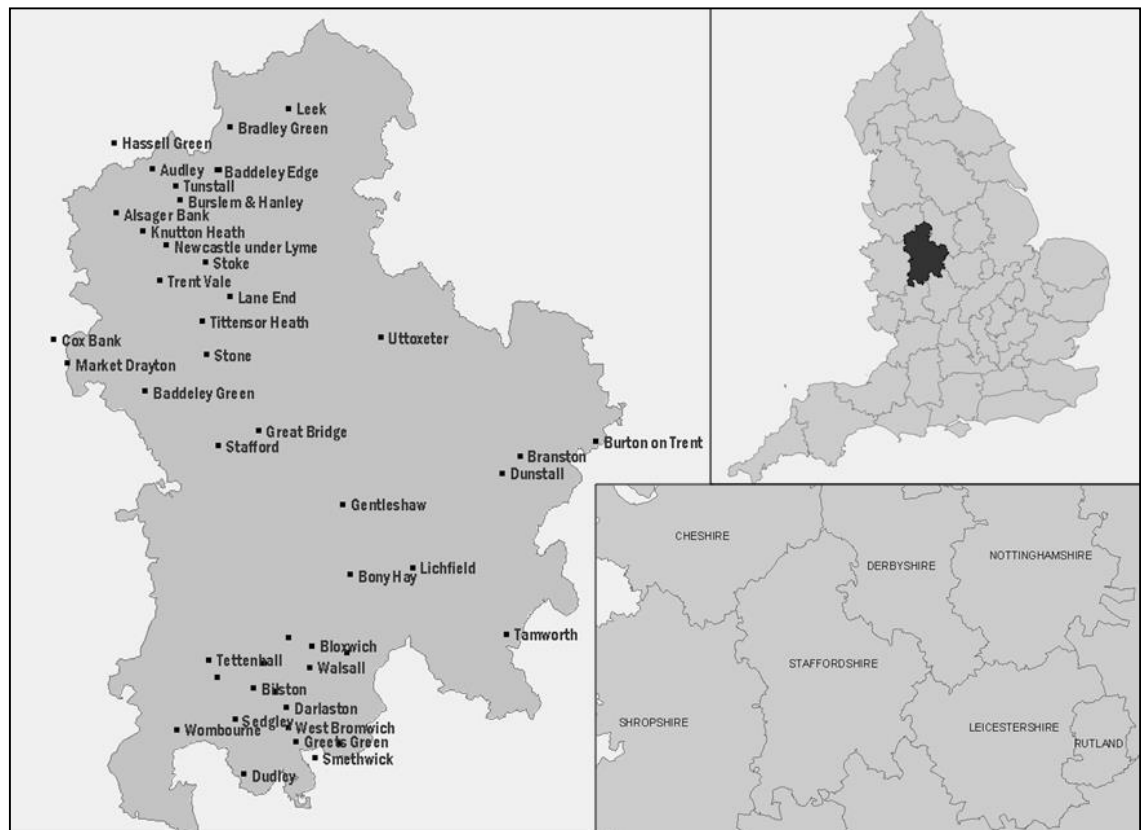 Leek
Bradley Green
Hassell Green
Audley
Baddeley Edge
Tunstall
Burslem & Hanley
Alsager Bank
Knutton Heath
Newcastle under Lyme
Stoke
Trent Vale
Lane End
Tittensor Heath
Cox Bank
Uttoxeter
Stone
Market Drayton
Baddeley Green
Great Bridge
Stafford
Burton on Trent
Branston
Dunstall
Gentleshaw
Lichfield
Bony Hay
Tamworth
Bloxwich
Tettenhall
Walsall
Bilston
Darlaston
Sedgley
West Bromwich
Wombourne
Greets Green
Smethwick
Dudley
CHESHIRE
DERBYSHIRE
NOTTINGHAMSHIRE
STAFFORDSHIRE
SHROPSHIRE
LEICESTERSHIRE
RUTLAND